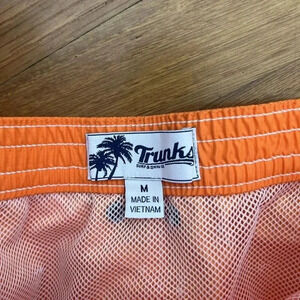 Trunks
SURF & SWIM CO.
M
MADE IN
VIETNAM